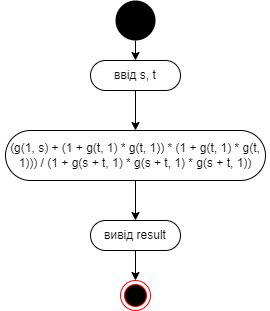 ввід s, t
(g(1, s) + (1 + g(t, 1) * g(t, 1)) * (1 + g(t, 1) * g(t,
1))) / (1 + g(s + t, 1) * g(s + t, 1) * g(s + t, 1))
вивід result